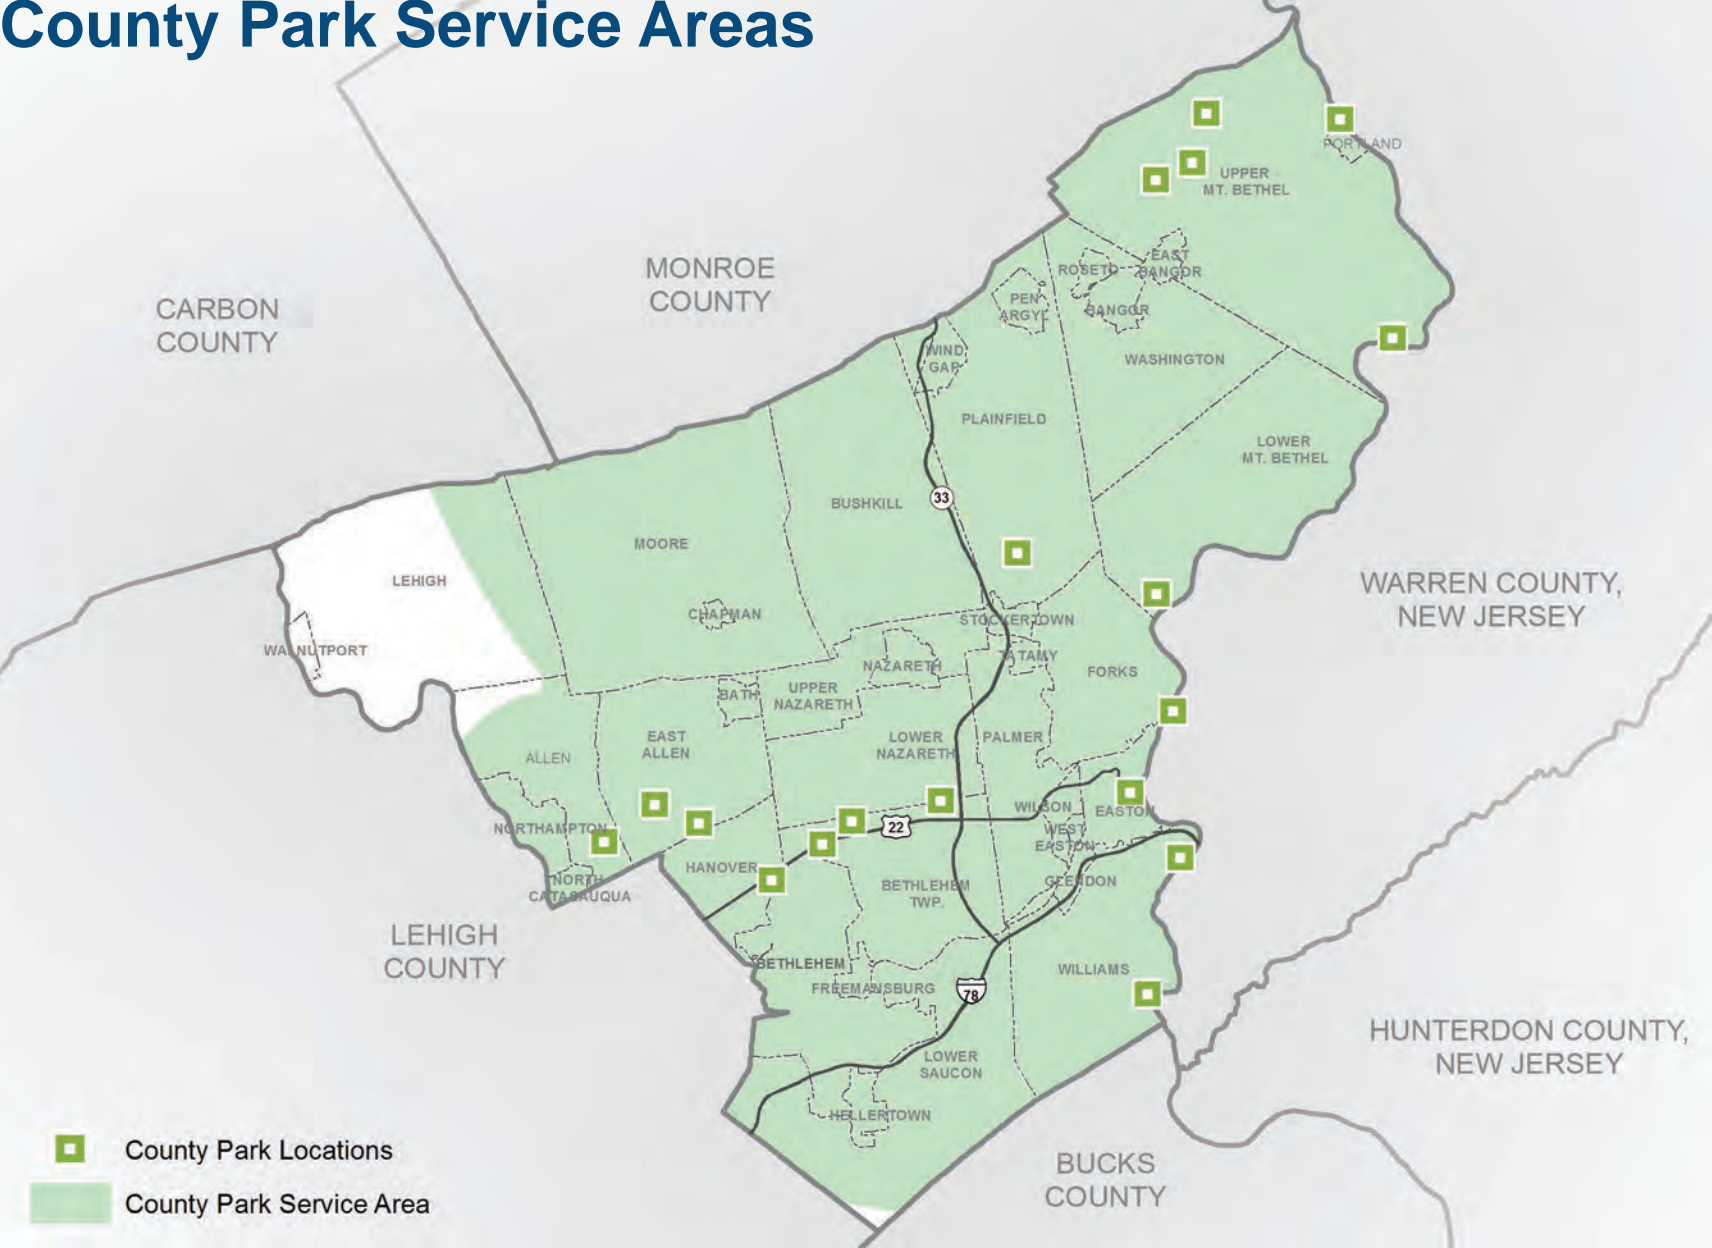 County Park Service Areas
PORTLAND
UPPER
MT. BETHEL
MONROE
COUNTY
EAST
BANGOR
ROSETO
CARBON
COUNTY
PEN
ARGYL
BANGOR
WIND
GAP
WASHINGTON
PLAINFIELD
LOWER
MT. BETHEL
33
BUSHKILL
MOORE
LEHIGH
WARREN COUNTY,
NEW JERSEY
CHAPMAN
STOCKERTOWN
WALNUTPORT
TATAMY
NAZARETH
FORKS
BATH
UPPER
NAZARETH
EAST
ALLEN
LOWER
NAZARETH
PALMER
ALLEN
WILSON
EASTON
NORTHAMPTON
22
WEST
EASTON
HANOVER
NORTH
CATASAUQUA
BETHLEHEM
TWP.
GLENDON
LEHIGH
COUNTY
BETHLEHEM
WILLIAMS
FREEMANSBURG
78
HUNTERDON COUNTY,
NEW JERSEY
LOWER
SAUCON
HELLERTOWN
BUCKS
COUNTY
County Park Locations
County Park Service Area